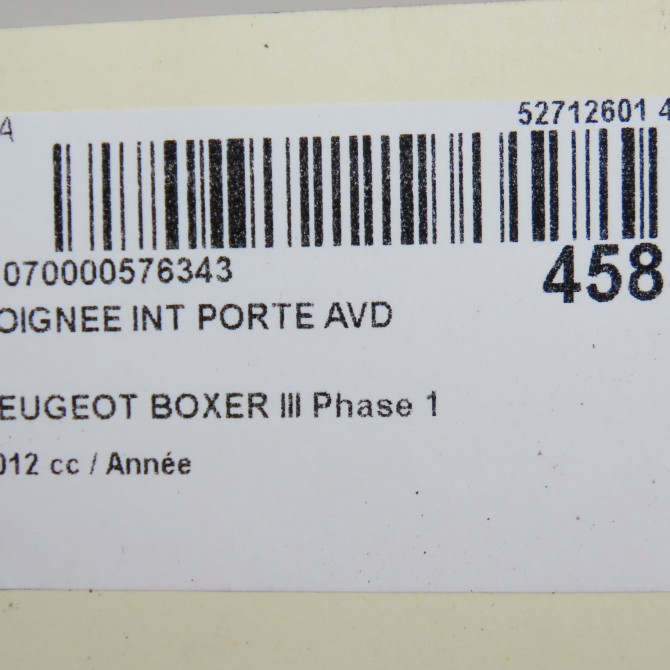 A
52712601 4
070000576343
458
OIGNEE INT PORTE AVD
EUGEOT BOXER III Phase 1
012 cc / Année